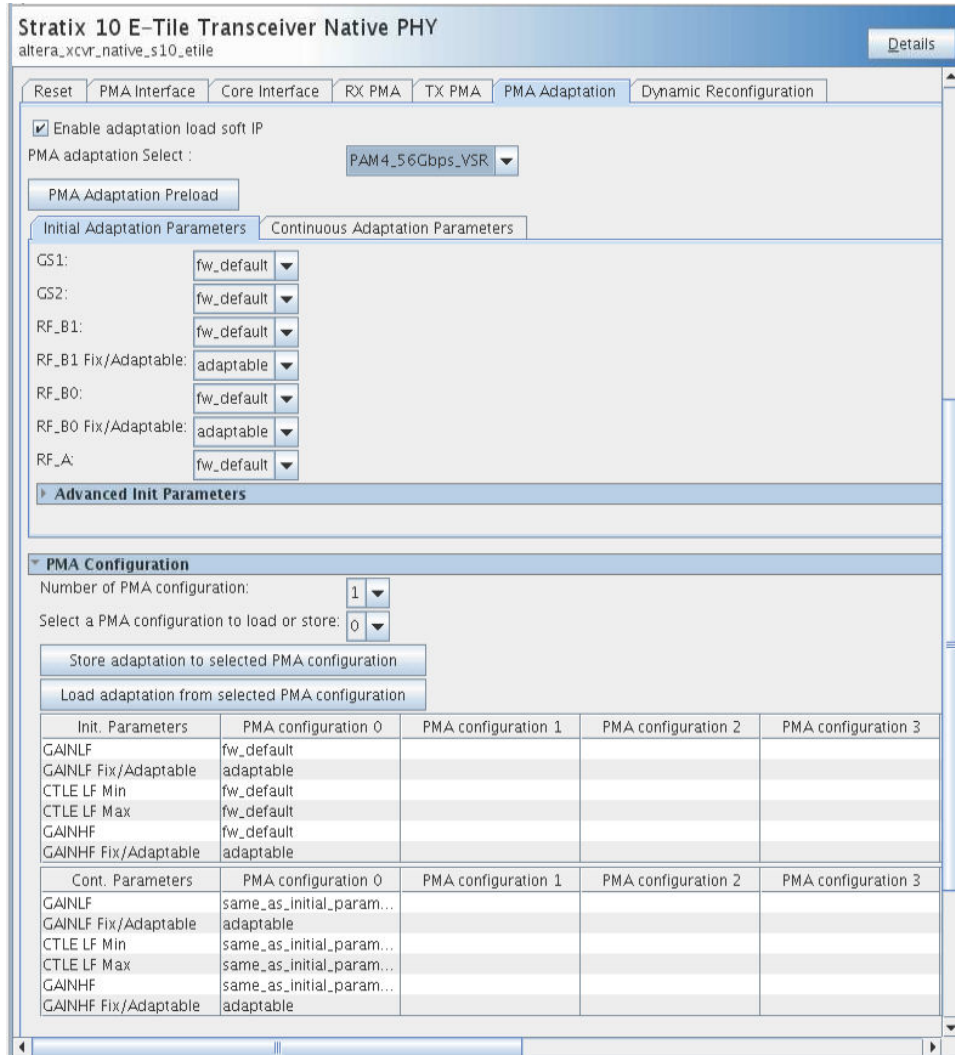 Stratix 10 E-Tile Transceiver Native PHY
altera_xcvr_native_s10_etile
Details
Reset PMA Interface Core Interface RX PMA TX PMA PMA Adaptation Dynamic Reconfiguration
Enable adaptation load soft IP
PMA adaptation Select : PAM4_56Gbps_VSR
PMA Adaptation Preload
Initial Adaptation Parameters Continuous Adaptation Parameters
GS1: fw_default
GS2: fw_default
RF_B1: fw_default
RF_B1 Fix/Adaptable: adaptable
RF_B0: fw_default
RF_B0 Fix/Adaptable: adaptable
RF_A: fw_default
Advanced Init Parameters
PMA Configuration
Number of PMA configuration: 1
Select a PMA configuration to load or store: 0
Store adaptation to selected PMA configuration
Load adaptation from selected PMA configuration
Init. Parameters PMA configuration 0 PMA configuration 1 PMA configuration 2 PMA configuration 3
GAINLF fw_default
GAINLF Fix/Adaptable adaptable
CTLE LF Min fw_default
CTLE LF Max fw_default
GAINHF fw_default
GAINHF Fix/Adaptable adaptable
Cont. Parameters PMA configuration 0 PMA configuration 1 PMA configuration 2 PMA configuration 3
GAINLF same_as_initial_param...
GAINLF Fix/Adaptable adaptable
CTLE LF Min same_as_initial_param...
CTLE LF Max same_as_initial_param...
GAINHF same_as_initial_param...
GAINHF Fix/Adaptable adaptable